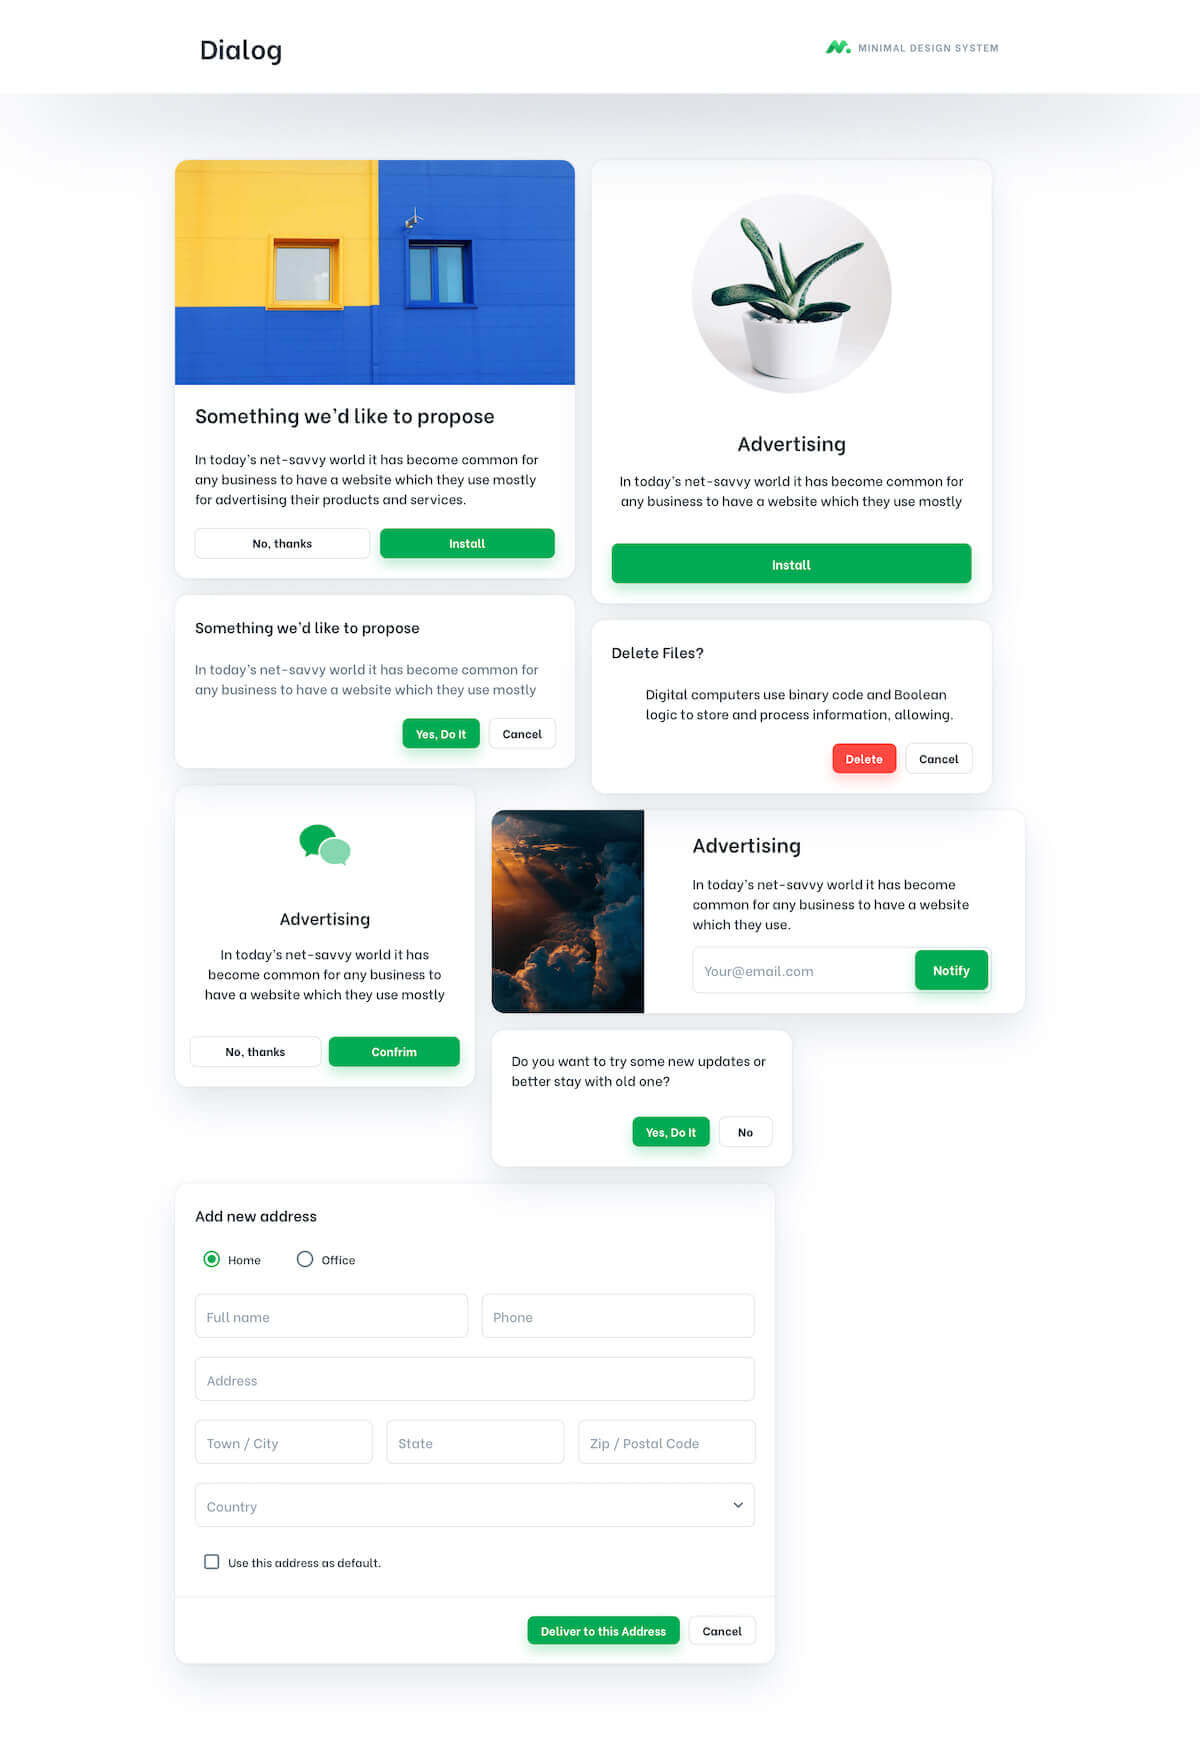 Dialog
MINIMAL DESIGN SYSTEM
Something we'd like to propose
In today's net-savvy world it has become common for
any business to have a website which they use mostly
for advertising their products and services.
No, thanks
Install
Advertising
In today's net-savvy world it has become common for
any business to have a website which they use mostly
Install
Something we'd like to propose
In today's net-savvy world it has become common for
any business to have a website which they use mostly
Yes, Do It
Cancel
Delete Files?
Digital computers use binary code and Boolean
logic to store and process information, allowing.
Delete
Cancel
Advertising
In today's net-savvy world it has
become common for any business to
have a website which they use mostly
No, thanks
Confrim
Advertising
In today's net-savvy world it has become
common for any business to have a website
which they use.
Your@email.com
Notify
Do you want to try some new updates or
better stay with old one?
Yes, Do It
No
Add new address
Home
Office
Full name
Phone
Address
Town / City
State
Zip / Postal Code
Country
Use this address as default.
Deliver to this Address
Cancel